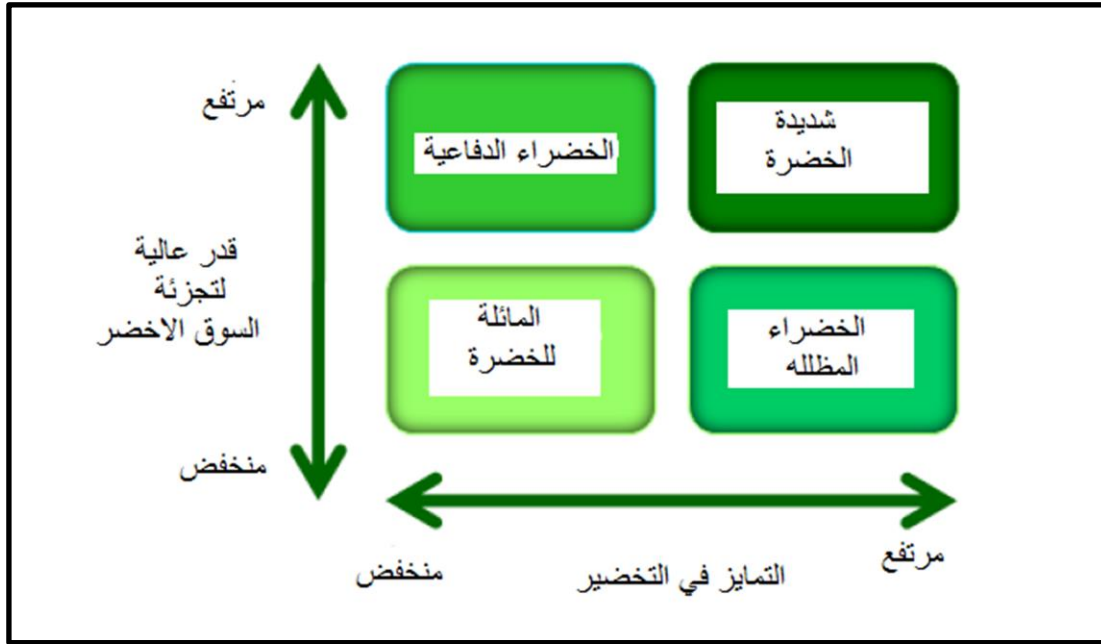 مرتفع
شديدة
الخضرة
الخضراء الدفاعية
قدر عالية
لتجزئة
السوق الاخضر
الخضراء
المظلله
المائلة
للخضرة
منخفض
مرتفع
التمايز في التخضير
منخفض